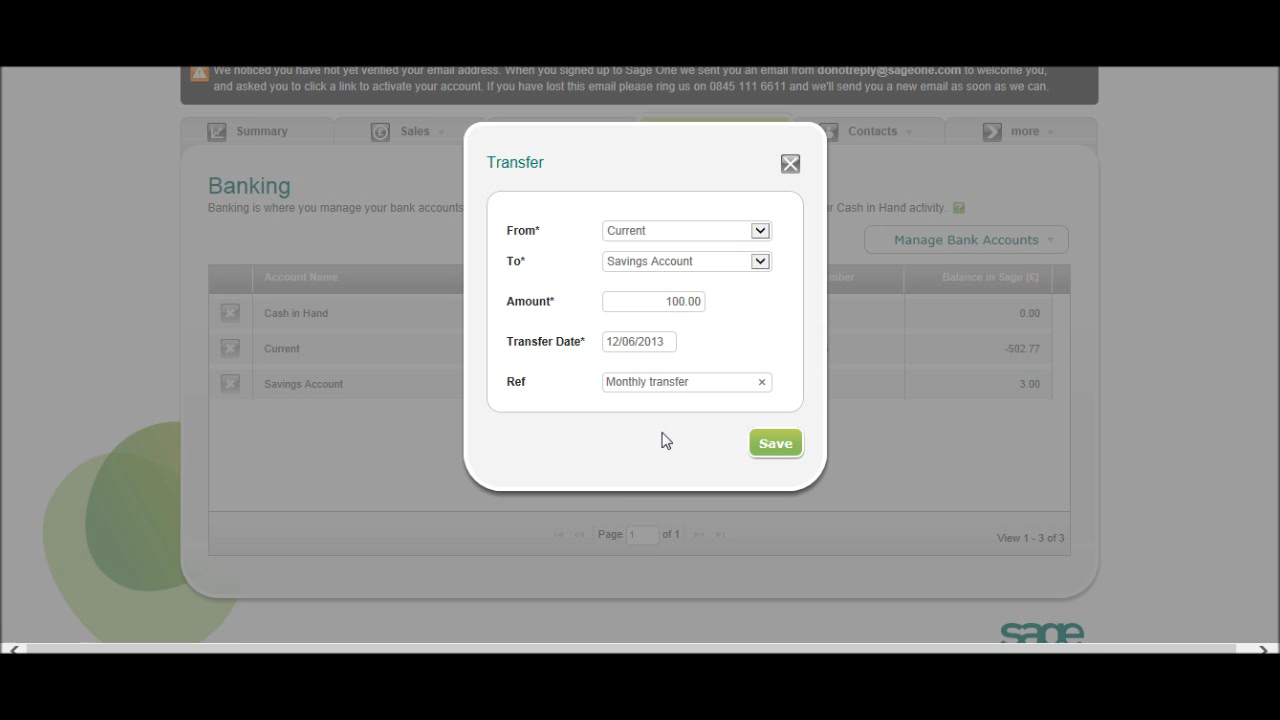 We noticed you have not yet verified your email address. When you signed up to Sage One we sent you an email from donotreply@sageone.com to welcome you,
and asked you to click a link to activate your account. If you have lost this email please ring us on 0845 111 6611 and we'll send you a new email as soon as we can.
Summary Sales Contacts more
Transfer
Banking
Banking is where you manage your bank accounts r Cash in Hand activity. ?
From* Current
Manage Bank Accounts
To* Savings Account
Account Name mber Balance in Sage (£)
Amount* 100.00
Cash in Hand 0.00
Transfer Date* 12/06/2013
Current -502.77
Ref Monthly transfer ×
Savings Account 3.00
Save
Page 1 of 1
View 1 - 3 of 3
sage